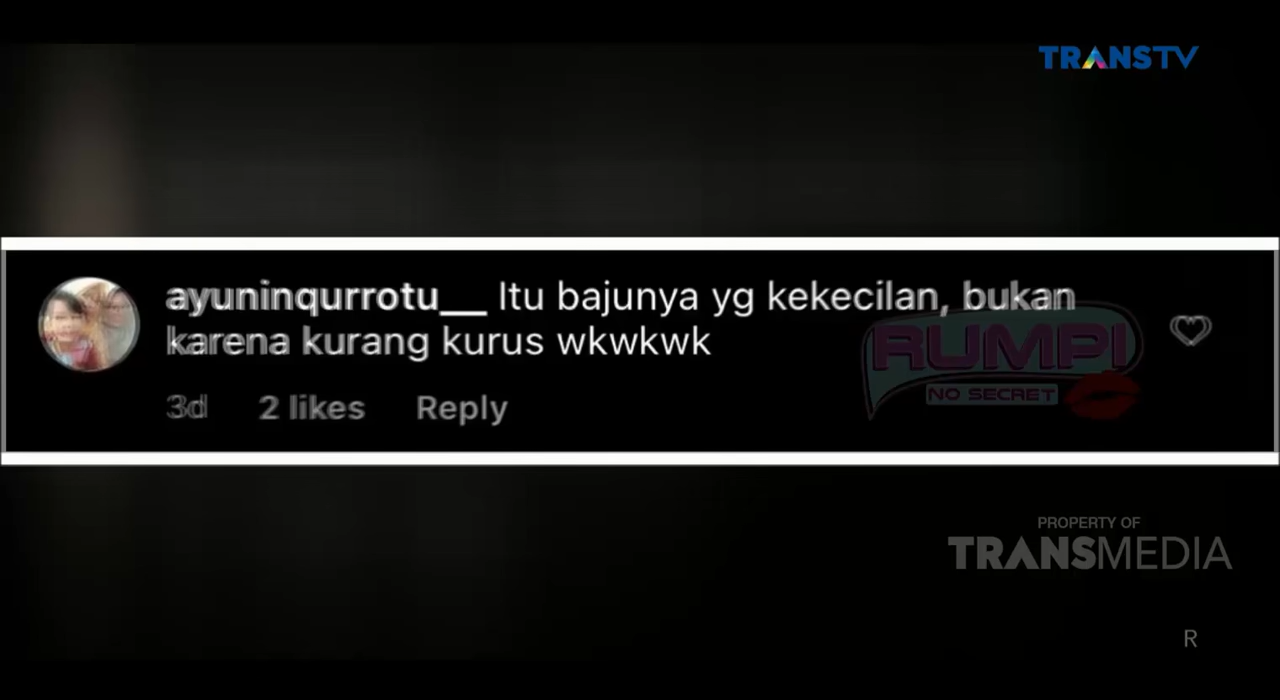 TRANSTV
ayuninqurrotu__ Itu bajunya yg kekecilan, bukan
karena kurang kurus wkwkwk
3d 2 likes Reply
RUMPI
NO SECRET
PROPERTY OF
TRANSMEDIA
R